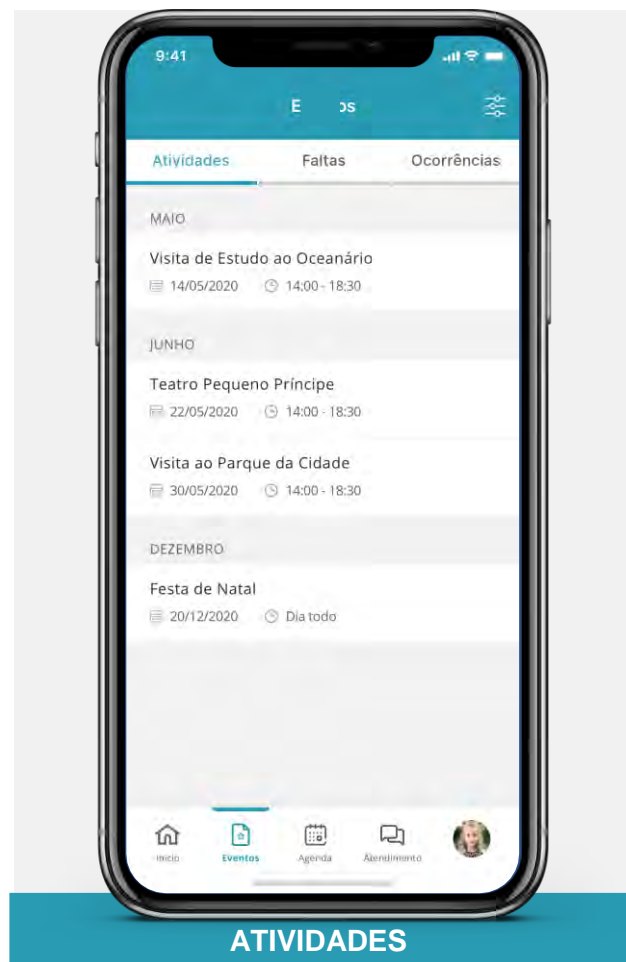 9:41
Atividades Faltas Ocorrências
MAIO
Visita de Estudo ao Oceanário
14/05/2020 14:00 - 18:30
JUNHO
Teatro Pequeno Príncipe
22/05/2020 14:00 - 18:30
Visita ao Parque da Cidade
30/05/2020 14:00 - 18:30
DEZEMBRO
Festa de Natal
20/12/2020 Dia todo
Início Eventos Agenda Atendimento
ATIVIDADES